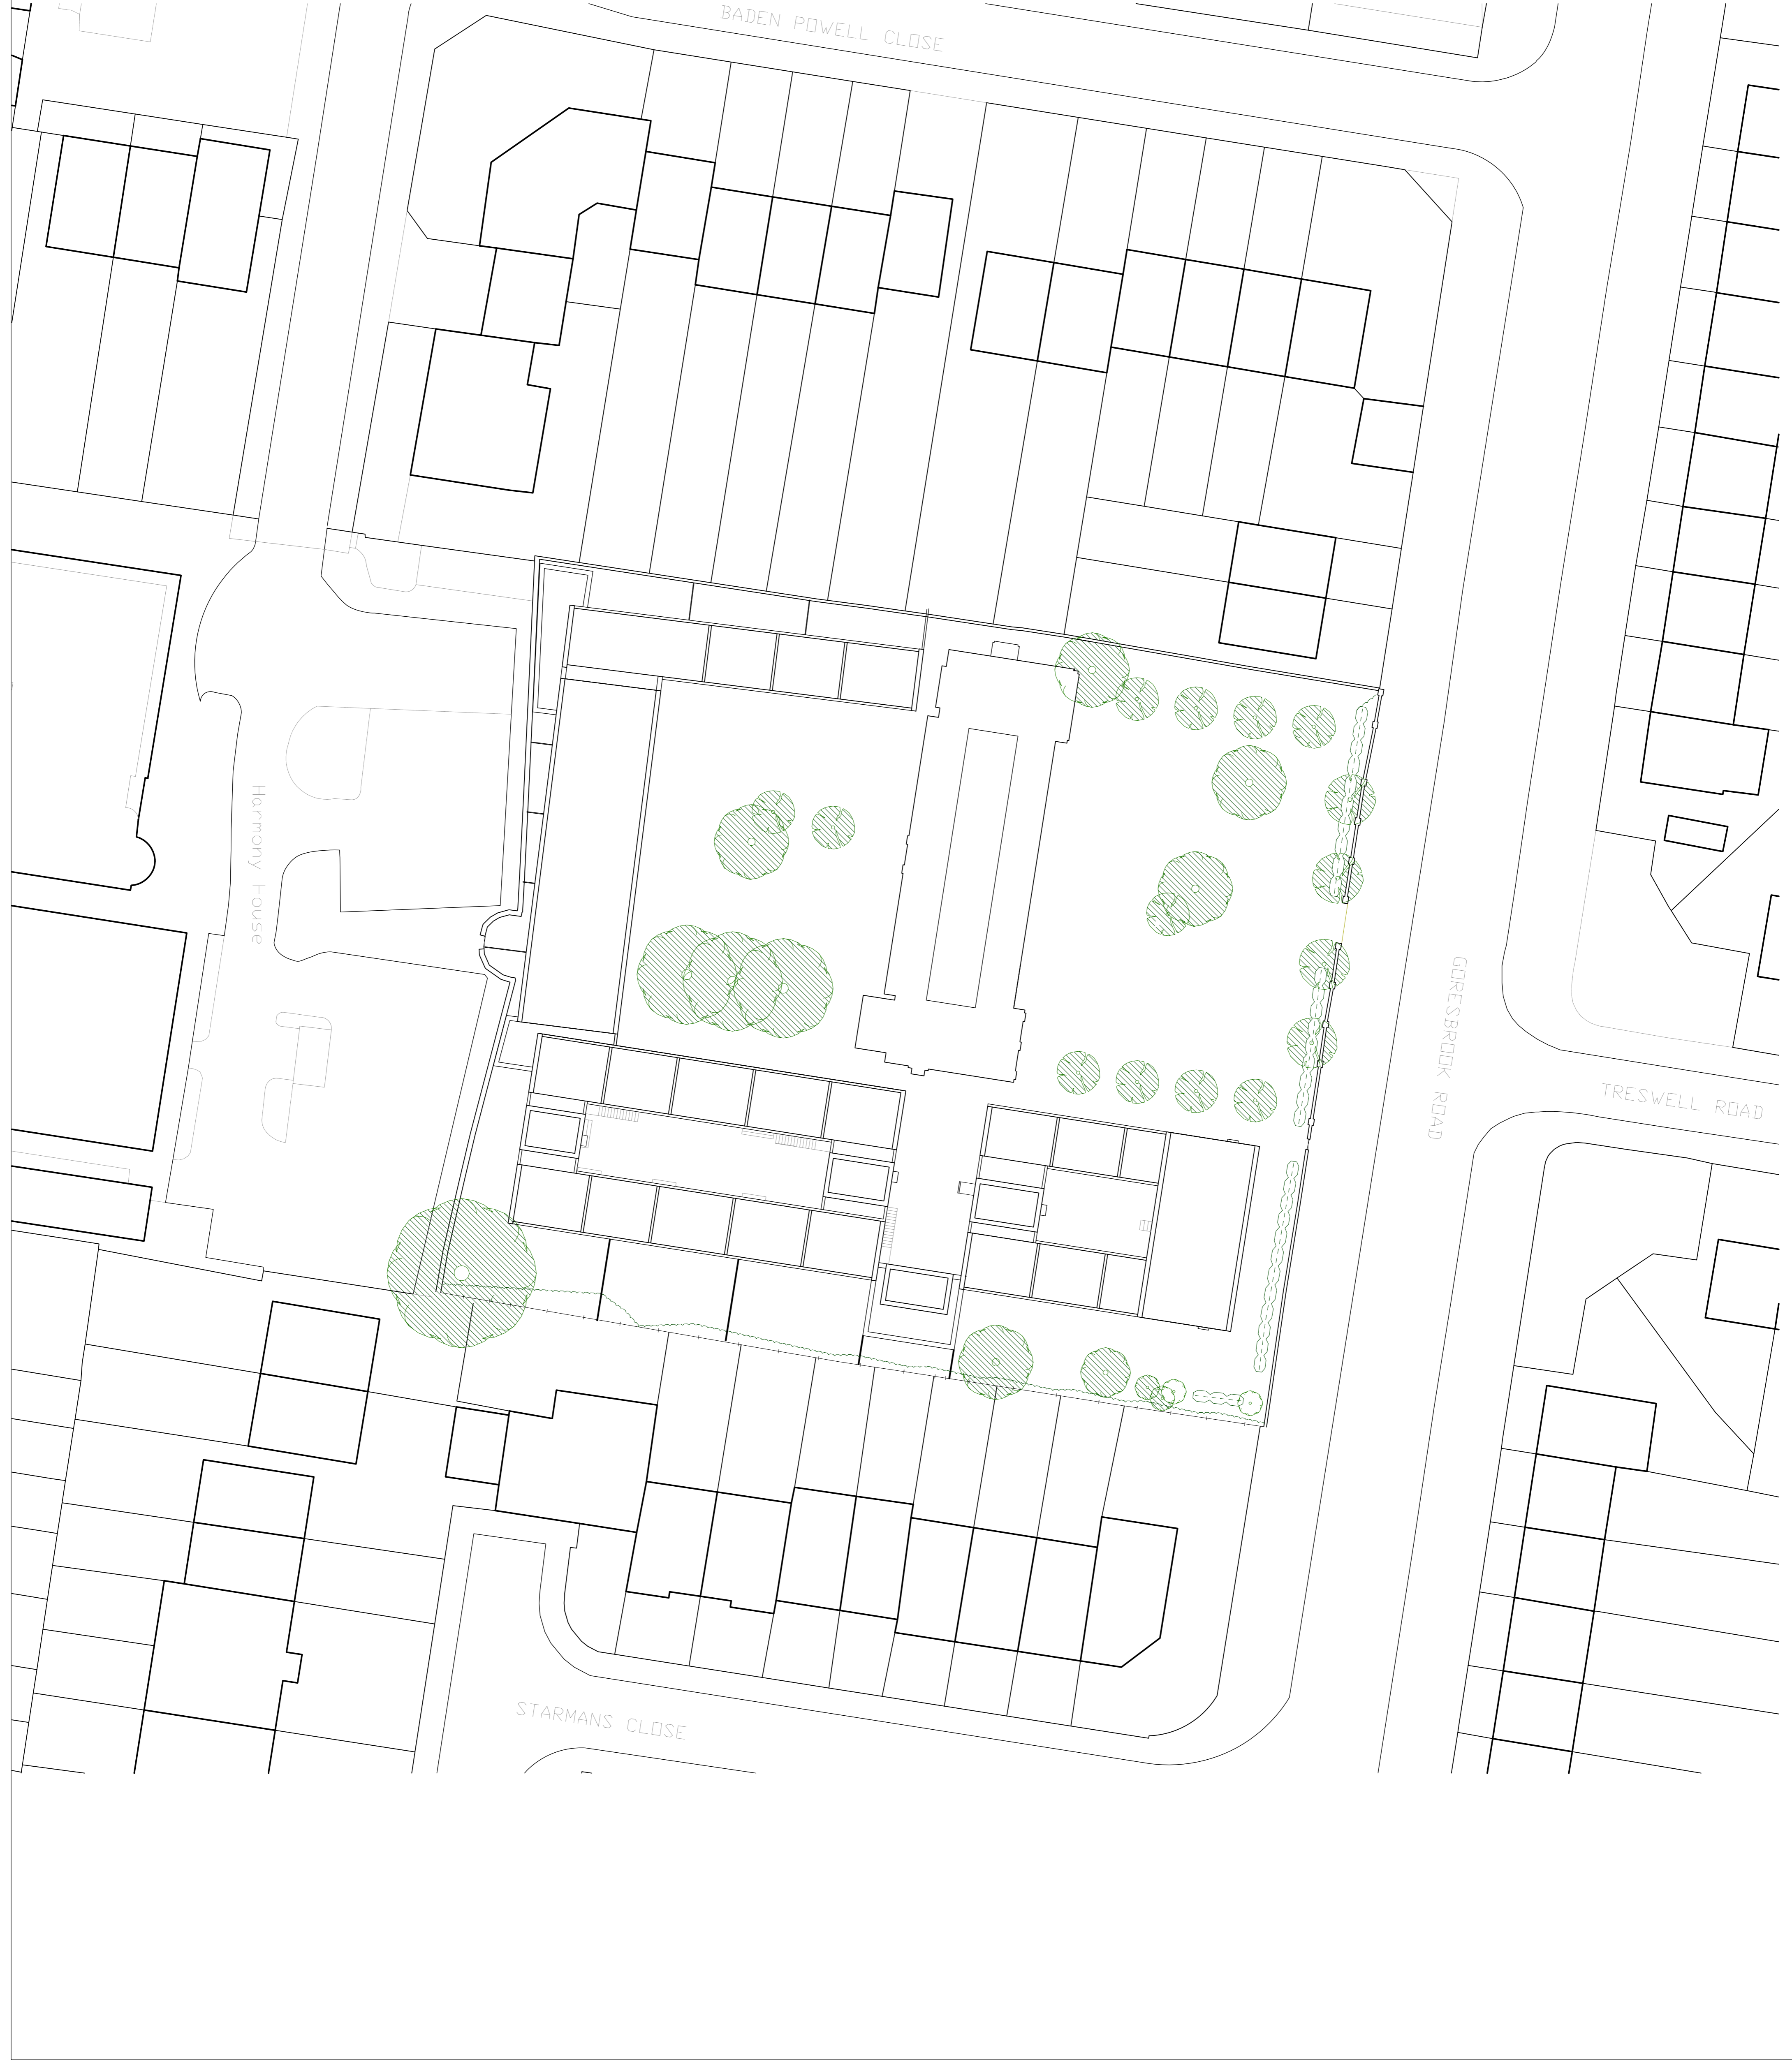 BADEN POWELL CLOSE
Harmony House
GORESBROOK ROAD
TRESWELL ROAD
STARMANS CLOSE